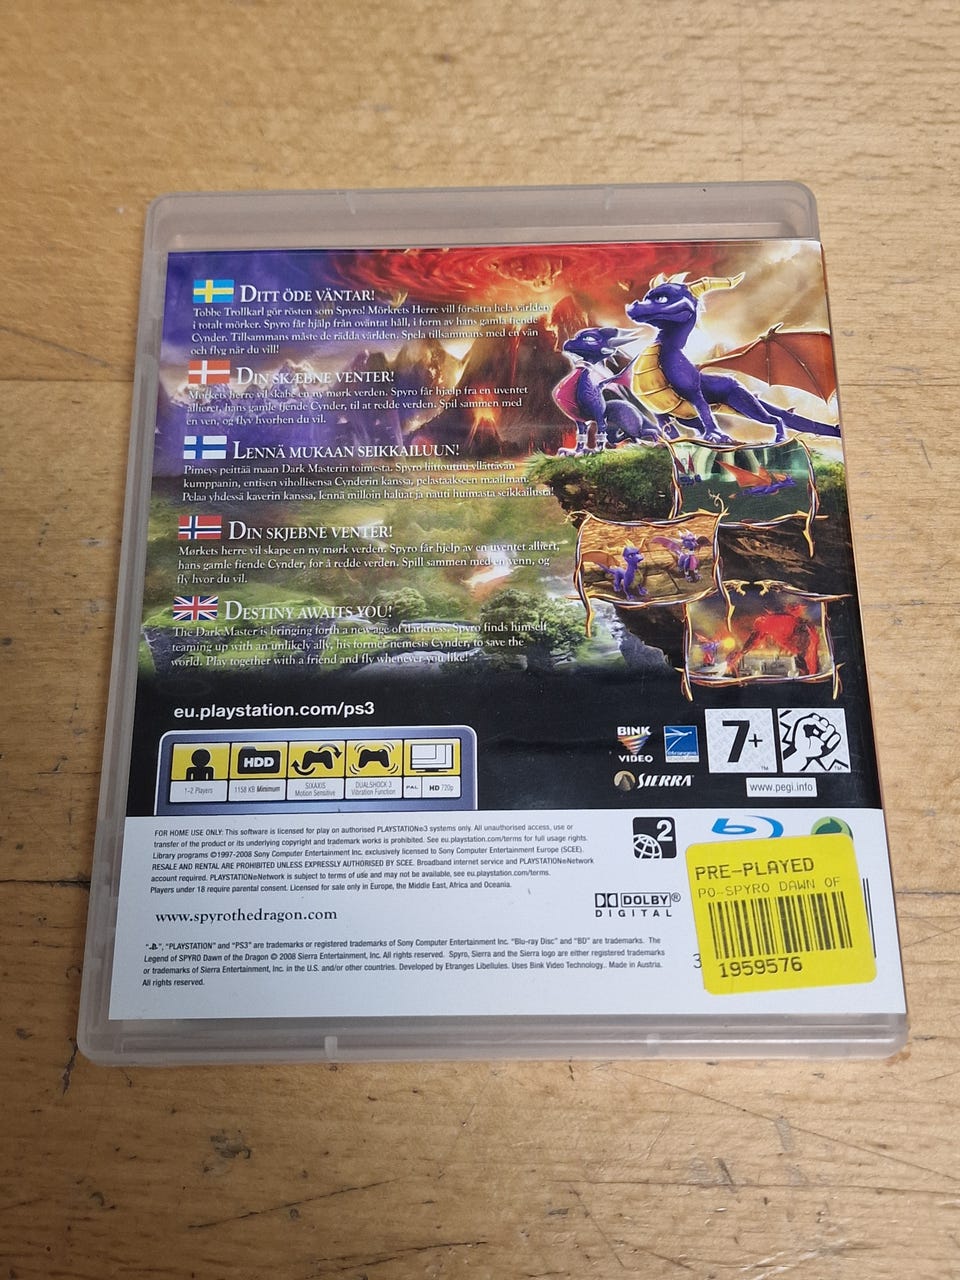 DITT ÖDE VÄNTAR!
Tobbe Trollkarl gör rösten som Spyro! Mörkrets Herre vill försätta hela världen
i totalt mörker. Spyro får hjälp från oväntat håll, i form av hans gamla fiende
Cynder. Tillsammans måste de rädda världen. Spela tillsammans med en vän
och flyg när du vill!
DIN SKÆBNE VENTER!
Mørkets herre vil skabe en ny mørk verden. Spyro får hjælp fra en uventet
allieret, hans gamle fjende Cynder, til at redde verden. Spil sammen med
en ven, og flyv hvorhen du vil.
LENNÄ MUKAAN SEIKKAILUUN!
Pimeys peittää maan Dark Masterin toimesta. Spyro liittoutuu yllättävän
kumppanin, entisen vihollisensa Cynderin kanssa, pelastaakseen maailman.
Pelaa yhdessä kaverin kanssa, lennä milloin haluat ja nauti huimasta seikkailusta!
DIN SKJEBNE VENTER!
Mørkets herre vil skape en ny mørk verden. Spyro får hjelp av en uventet alliert,
hans gamle fiende Cynder, for å redde verden. Spill sammen med en venn, og
fly hvor du vil.
DESTINY AWAITS YOU!
The Dark Master is bringing forth a new age of darkness. Spyro finds himself
teaming up with an unlikely ally, his former nemesis Cynder, to save the
world. Play together with a friend and fly whenever you like!
eu.playstation.com/ps3
HDD
1-2 Players
1158 KB Minimum
SIXAXIS
Motion Sensitive
DUALSHOCK 3
Vibration Function
PAL
HD 720p
BINK
VIDEO
SIERRA
7+
™
™
www.pegi.info
FOR HOME USE ONLY: This software is licensed for play on authorised PLAYSTATION®3 systems only. All unauthorised access, use or
transfer of the product or its underlying copyright and trademark works is prohibited. See eu.playstation.com/terms for full usage rights.
Library programs ©1997-2008 Sony Computer Entertainment Inc. exclusively licensed to Sony Computer Entertainment Europe (SCEE).
RESALE AND RENTAL ARE PROHIBITED UNLESS EXPRESSLY AUTHORISED BY SCEE. Broadband internet service and PLAYSTATION®Network
account required. PLAYSTATION®Network is subject to terms of use and may not be available, see eu.playstation.com/terms.
Players under 18 require parental consent. Licensed for sale only in Europe, the Middle East, Africa and Oceania.
2
www.spyrothedragon.com
DOLBY®
DIGITAL
"", "PLAYSTATION" and "PS3" are trademarks or registered trademarks of Sony Computer Entertainment Inc. "Blu-ray Disc" and "BD" are trademarks. The
Legend of SPYRO Dawn of the Dragon © 2008 Sierra Entertainment, Inc. All rights reserved. Spyro, Sierra and the Sierra logo are either registered trademarks
or trademarks of Sierra Entertainment, Inc. in the U.S. and/or other countries. Developed by Etranges Libellules. Uses Bink Video Technology.. Made in Austria.
All rights reserved.
PRE-PLAYED
PO~SPYRO DAWN OF
1959576
3